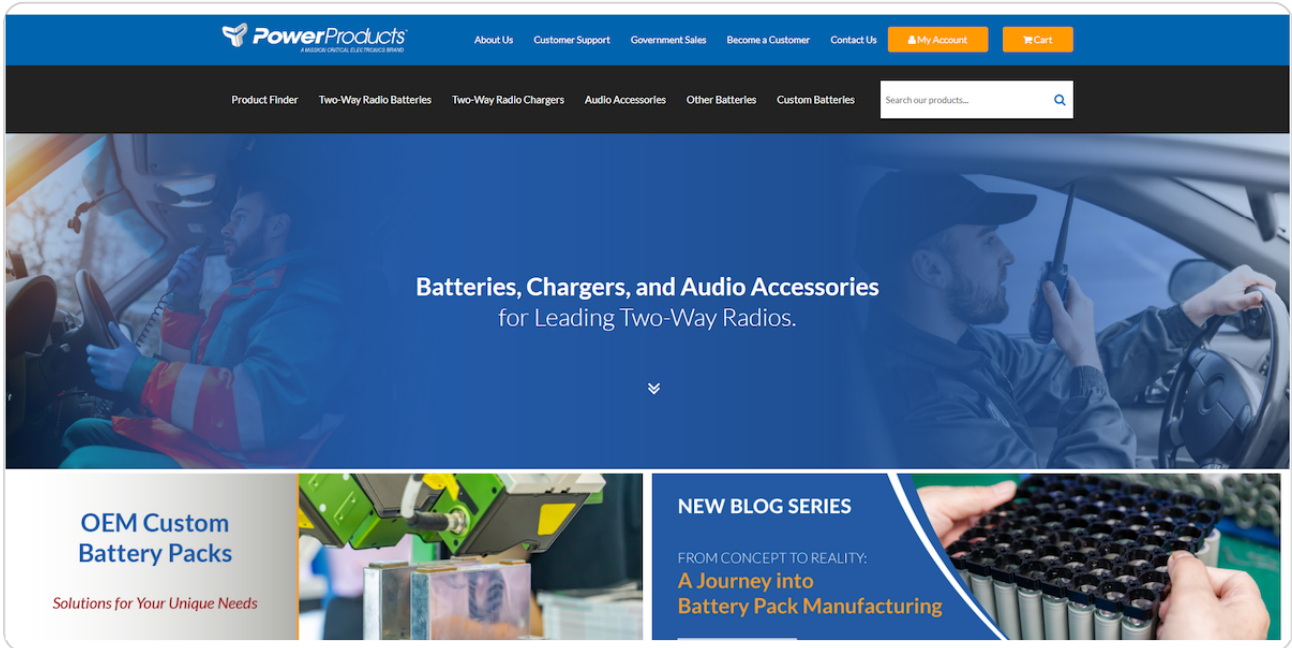 PowerProducts
A MISSION CRITICAL ELECTRONICS BRAND
About Us
Customer Support
Government Sales
Become a Customer
Contact Us
My Account
Cart
Product Finder
Two-Way Radio Batteries
Two-Way Radio Chargers
Audio Accessories
Other Batteries
Custom Batteries
Search our products...
Batteries, Chargers, and Audio Accessories
for Leading Two-Way Radios.
OEM Custom
Battery Packs
Solutions for Your Unique Needs
NEW BLOG SERIES
FROM CONCEPT TO REALITY:
A Journey into
Battery Pack Manufacturing